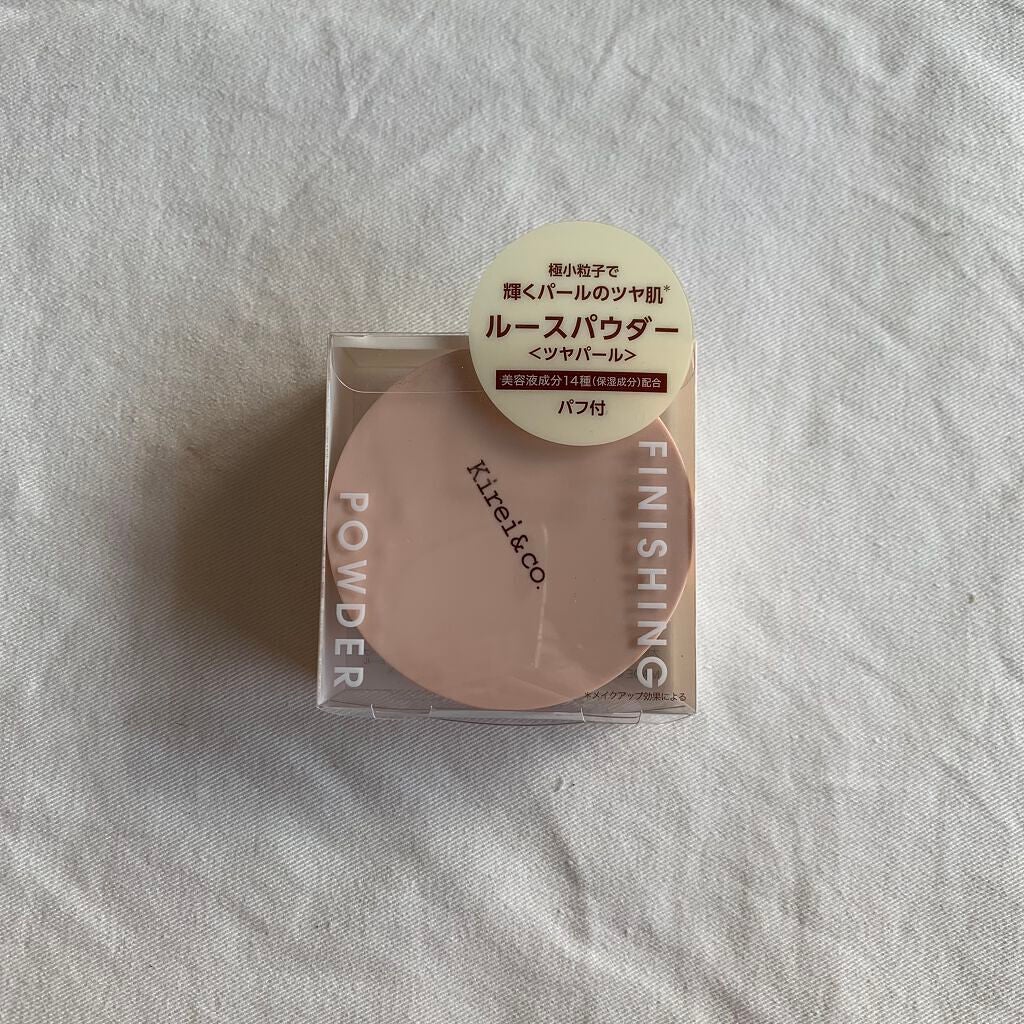 極小粒子で
輝くパールのツヤ肌*
ルースパウダー
<ツヤパール>
美容液成分14種(保湿成分)配合
パフ付
FINISHING
POWDER
Kirei&co.
*メイクアップ効果による